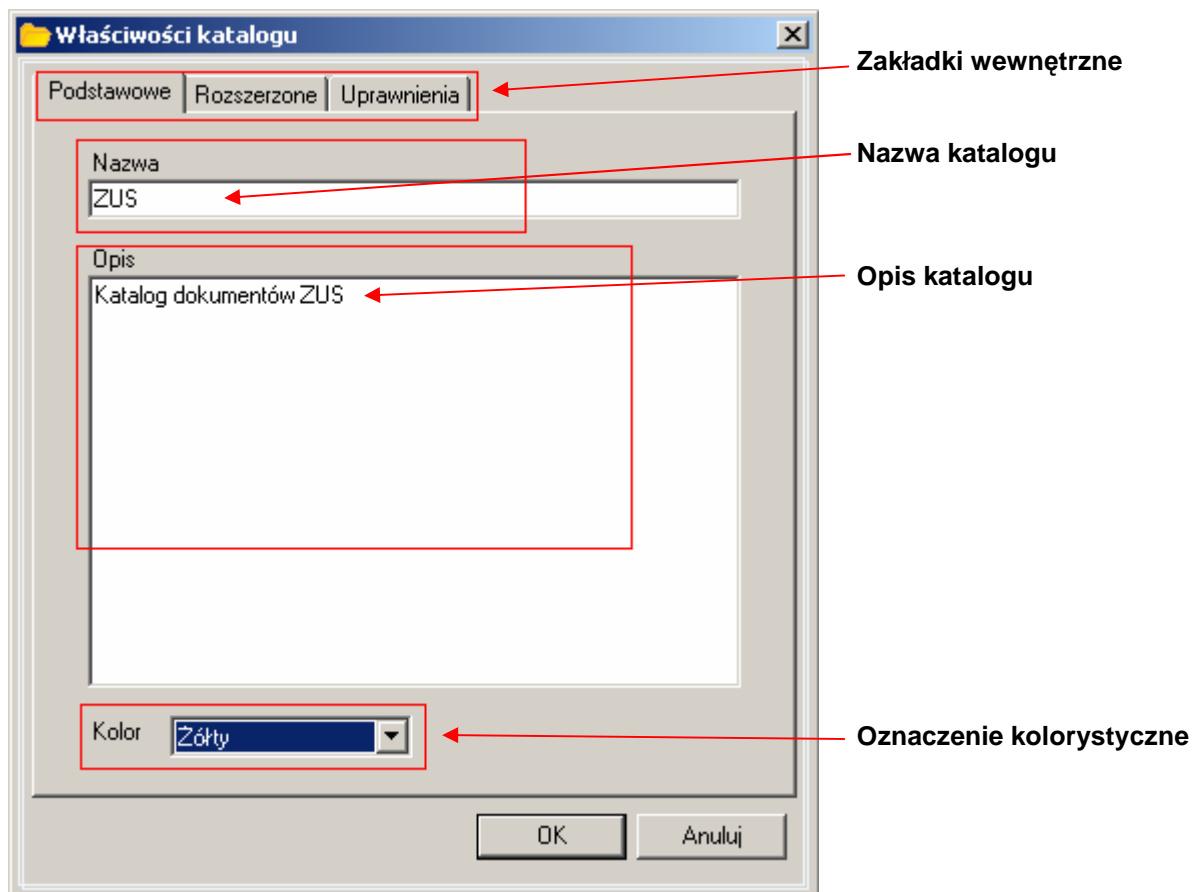 Właściwości katalogu
Zakładki wewnętrzne
Podstawowe Rozszerzone Uprawnienia
Nazwa
Nazwa katalogu
ZUS
Opis
Opis katalogu
Katalog dokumentów ZUS
Kolor Żółty
Oznaczenie kolorystyczne
OK Anuluj